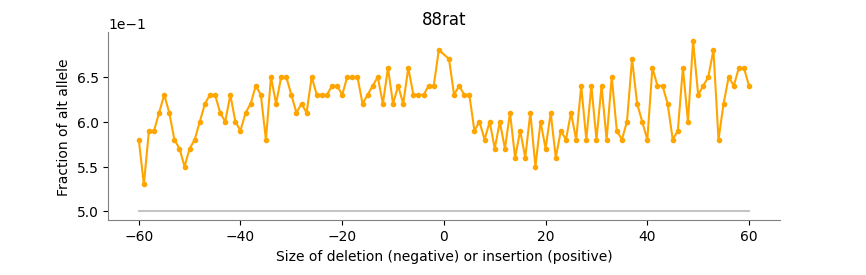 88rat
1e−1
6.5
6.0
5.5
5.0
Fraction of alt allele
−60 −40 −20 0 20 40 60
Size of deletion (negative) or insertion (positive)